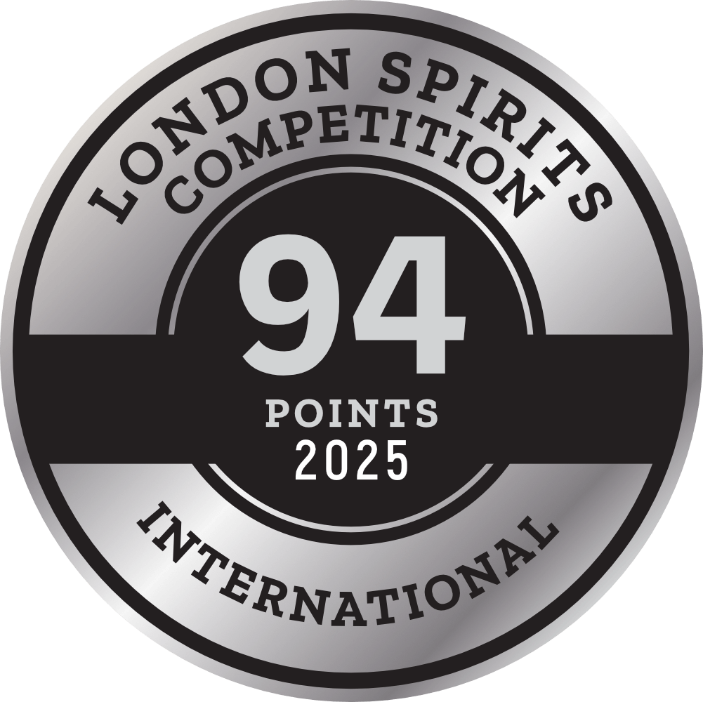 LONDON SPIRITS
COMPETITION
94
POINTS
2025
INTERNATIONAL